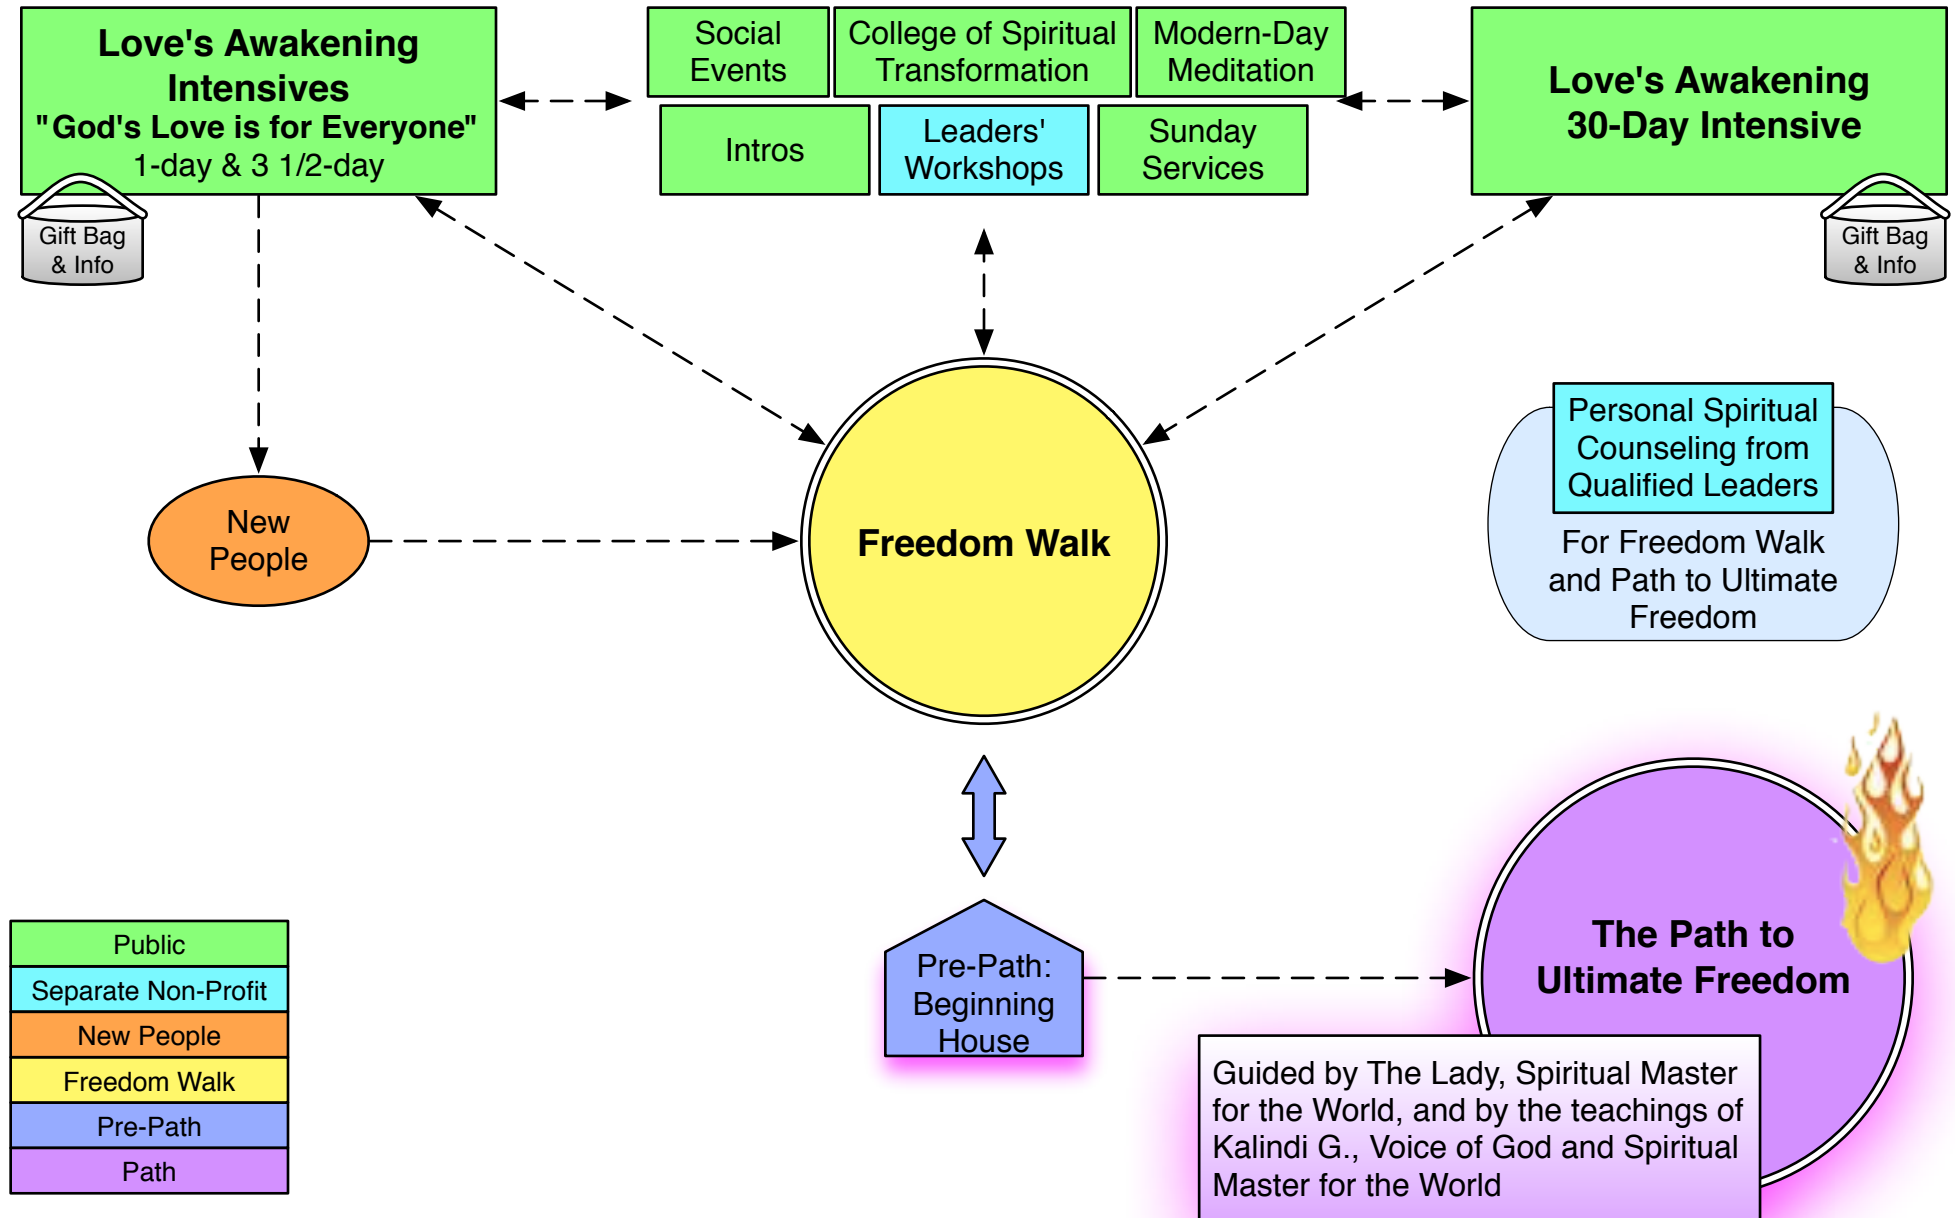 Love's Awakening
Intensives
"God's Love is for Everyone"
1-day & 3 1/2-day
Gift Bag
& Info
Social
Events
College of Spiritual
Transformation
Modern-Day
Meditation
Intros
Leaders'
Workshops
Sunday
Services
Love's Awakening
30-Day Intensive
Gift Bag
& Info
New
People
Freedom Walk
Personal Spiritual
Counseling from
Qualified Leaders
For Freedom Walk
and Path to Ultimate
Freedom
Pre-Path:
Beginning
House
The Path to
Ultimate Freedom
Guided by The Lady, Spiritual Master
for the World, and by the teachings of
Kalindi G., Voice of God and Spiritual
Master for the World
Public
Separate Non-Profit
New People
Freedom Walk
Pre-Path
Path